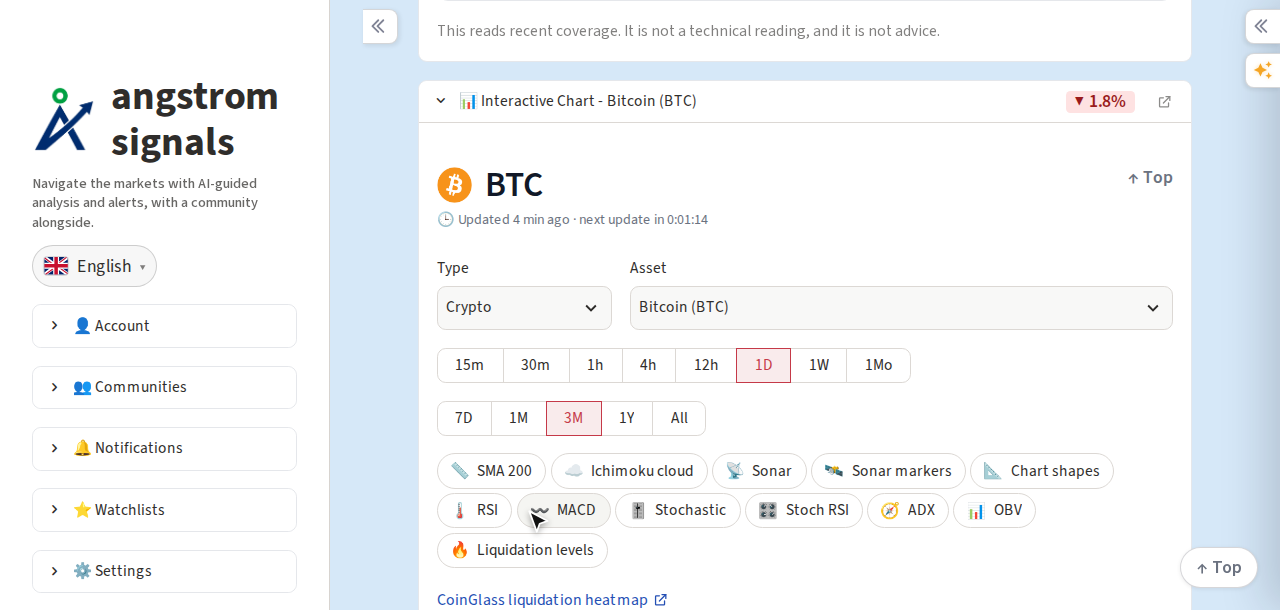 angstrom
signals
Navigate the markets with AI-guided
analysis and alerts, with a community
alongside.
English
Account
Communities
Notifications
Watchlists
Settings
This reads recent coverage. It is not a technical reading, and it is not advice.
Interactive Chart - Bitcoin (BTC)
▼ 1.8%
BTC
↑ Top
Updated 4 min ago · next update in 0:01:14
Type
Asset
Crypto
Bitcoin (BTC)
15m 30m 1h 4h 12h 1D 1W 1Mo
7D 1M 3M 1Y All
SMA 200 Ichimoku cloud Sonar Sonar markers Chart shapes
RSI MACD Stochastic Stoch RSI ADX OBV
Liquidation levels
CoinGlass liquidation heatmap
↑ Top